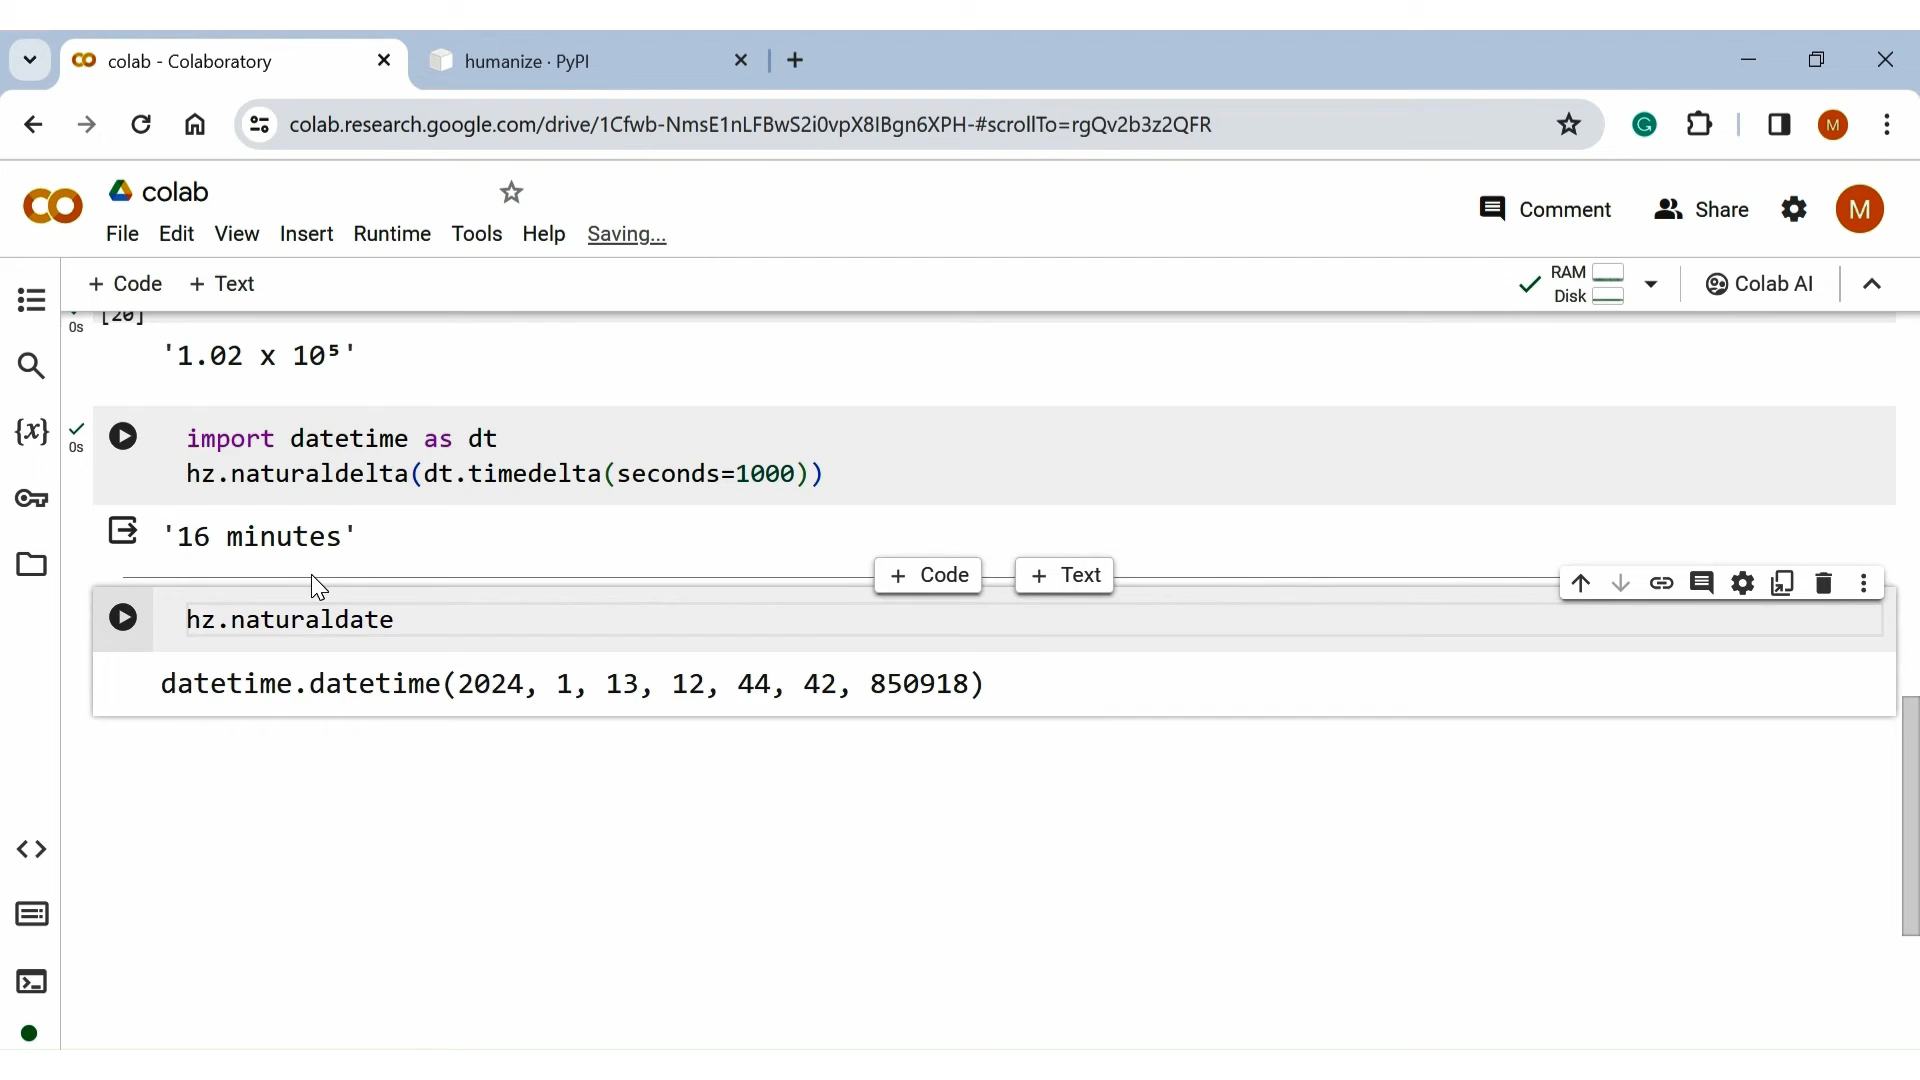 colab - Colaboratory
humanize · PyPI
colab.research.google.com/drive/1Cfwb-NmsE1nLFBwS2i0vpX8IBgn6XPH-#scrollTo=rgQv2b3z2QFR
M
colab
Comment
Share
M
File Edit View Insert Runtime Tools Help Saving...
+ Code + Text
RAM
Disk
Colab AI
0s
[20]
'1.02 x 10⁵'
{x}
0s
import datetime as dt
hz.naturaldelta(dt.timedelta(seconds=1000))
'16 minutes'
+ Code
+ Text
hz.naturaldate
datetime.datetime(2024, 1, 13, 12, 44, 42, 850918)